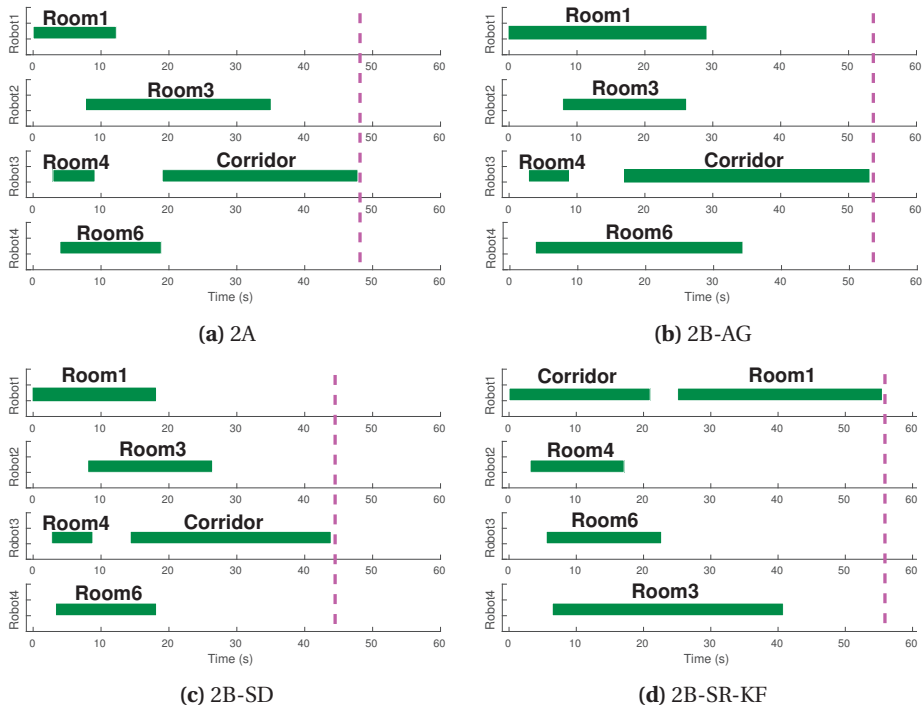 Robot1
Room1
0 10 20 30 40 50 60
Robot2
Room3
0 10 20 30 40 50 60
Robot3
Room4 Corridor
0 10 20 30 40 50 60
Robot4
Room6
0 10 20 30 40 50 60
Time (s)
(a) 2A
Robot1
Room1
0 10 20 30 40 50 60
Robot2
Room3
0 10 20 30 40 50 60
Robot3
Room4 Corridor
0 10 20 30 40 50 60
Robot4
Room6
0 10 20 30 40 50 60
Time (s)
(b) 2B-AG
Robot1
Room1
0 10 20 30 40 50 60
Robot2
Room3
0 10 20 30 40 50 60
Robot3
Room4 Corridor
0 10 20 30 40 50 60
Robot4
Room6
0 10 20 30 40 50 60
Time (s)
(c) 2B-SD
Robot1
Corridor Room1
0 10 20 30 40 50 60
Robot2
Room4
0 10 20 30 40 50 60
Robot3
Room6
0 10 20 30 40 50 60
Robot4
Room3
0 10 20 30 40 50 60
Time (s)
(d) 2B-SR-KF